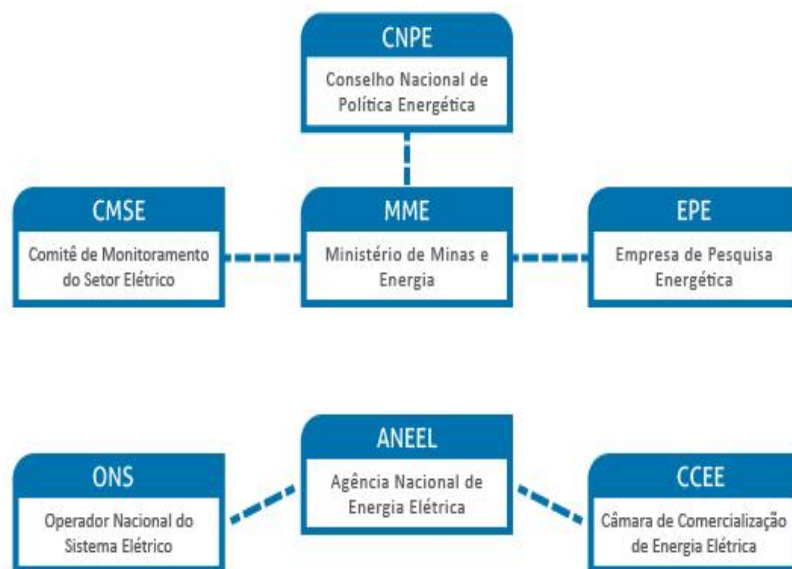 CNPE
Conselho Nacional de
Política Energética
CMSE
Comitê de Monitoramento
do Setor Elétrico
MME
Ministério de Minas e
Energia
EPE
Empresa de Pesquisa
Energética
ONS
Operador Nacional do
Sistema Elétrico
ANEEL
Agência Nacional de
Energia Elétrica
CCEE
Câmara de Comercialização
de Energia Elétrica